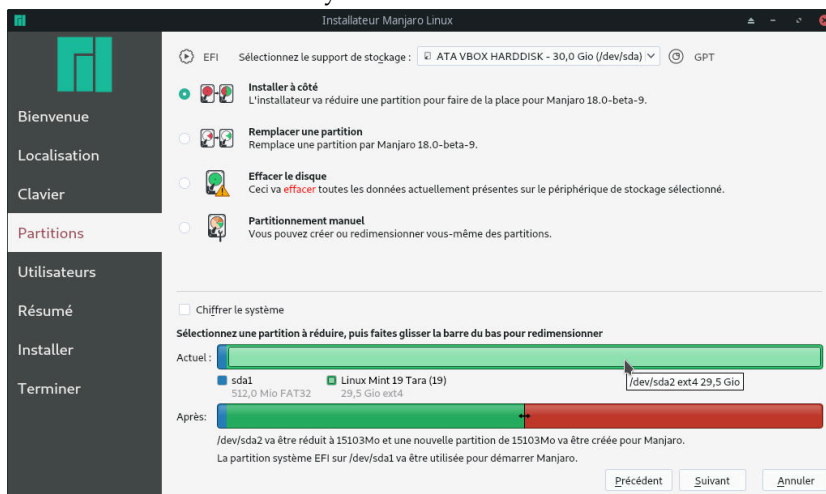 Installateur Manjaro Linux
EFI Sélectionnez le support de stockage : ATA VBOX HARDDISK - 30,0 Gio (/dev/sda) GPT
Bienvenue
Localisation
Clavier
Partitions
Utilisateurs
Résumé
Installer
Terminer
Installer à côté
L'installateur va réduire une partition pour faire de la place pour Manjaro 18.0-beta-9.
Remplacer une partition
Remplace une partition par Manjaro 18.0-beta-9.
Effacer le disque
Ceci va effacer toutes les données actuellement présentes sur le périphérique de stockage sélectionné.
Partitionnement manuel
Vous pouvez créer ou redimensionner vous-même des partitions.
Chiffrer le système
Sélectionnez une partition à réduire, puis faites glisser la barre du bas pour redimensionner
Actuel :
sda1 Linux Mint 19 Tara (19)
512,0 Mio FAT32 29,5 Gio ext4
/dev/sda2 ext4 29,5 Gio
Après:
/dev/sda2 va être réduit à 15103Mo et une nouvelle partition de 15103Mo va être créée pour Manjaro.
La partition système EFI sur /dev/sda1 va être utilisée pour démarrer Manjaro.
Précédent Suivant Annuler